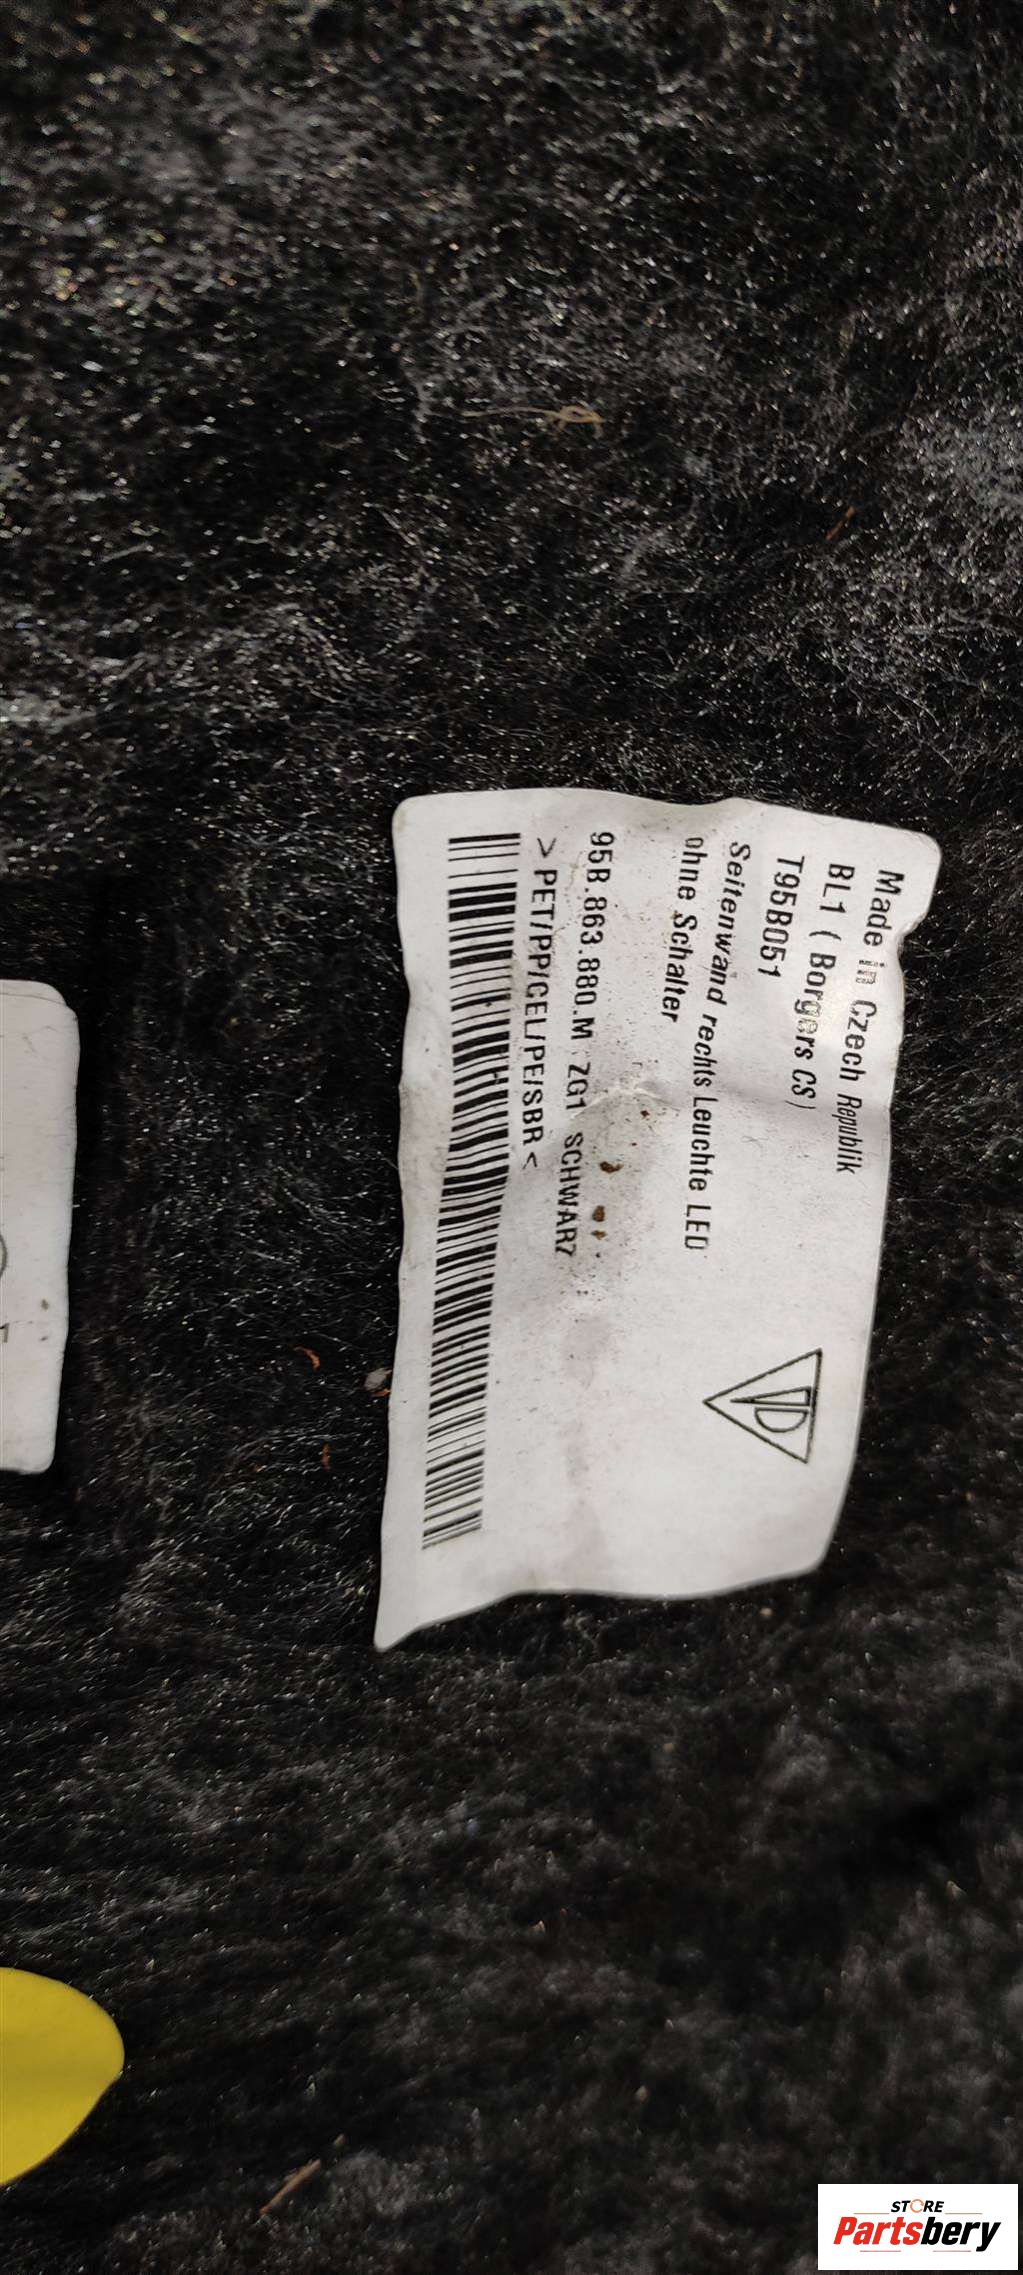 Made in Czech Republik
BL1 ( Borgers CS)
T95B051
Seitenwand rechts Leuchte LED
ohne Schalter
95B.863.880.M ZG1 SCHWARZ
>PET/PP/CEL/PE/SBR<
STORE
Partsbery